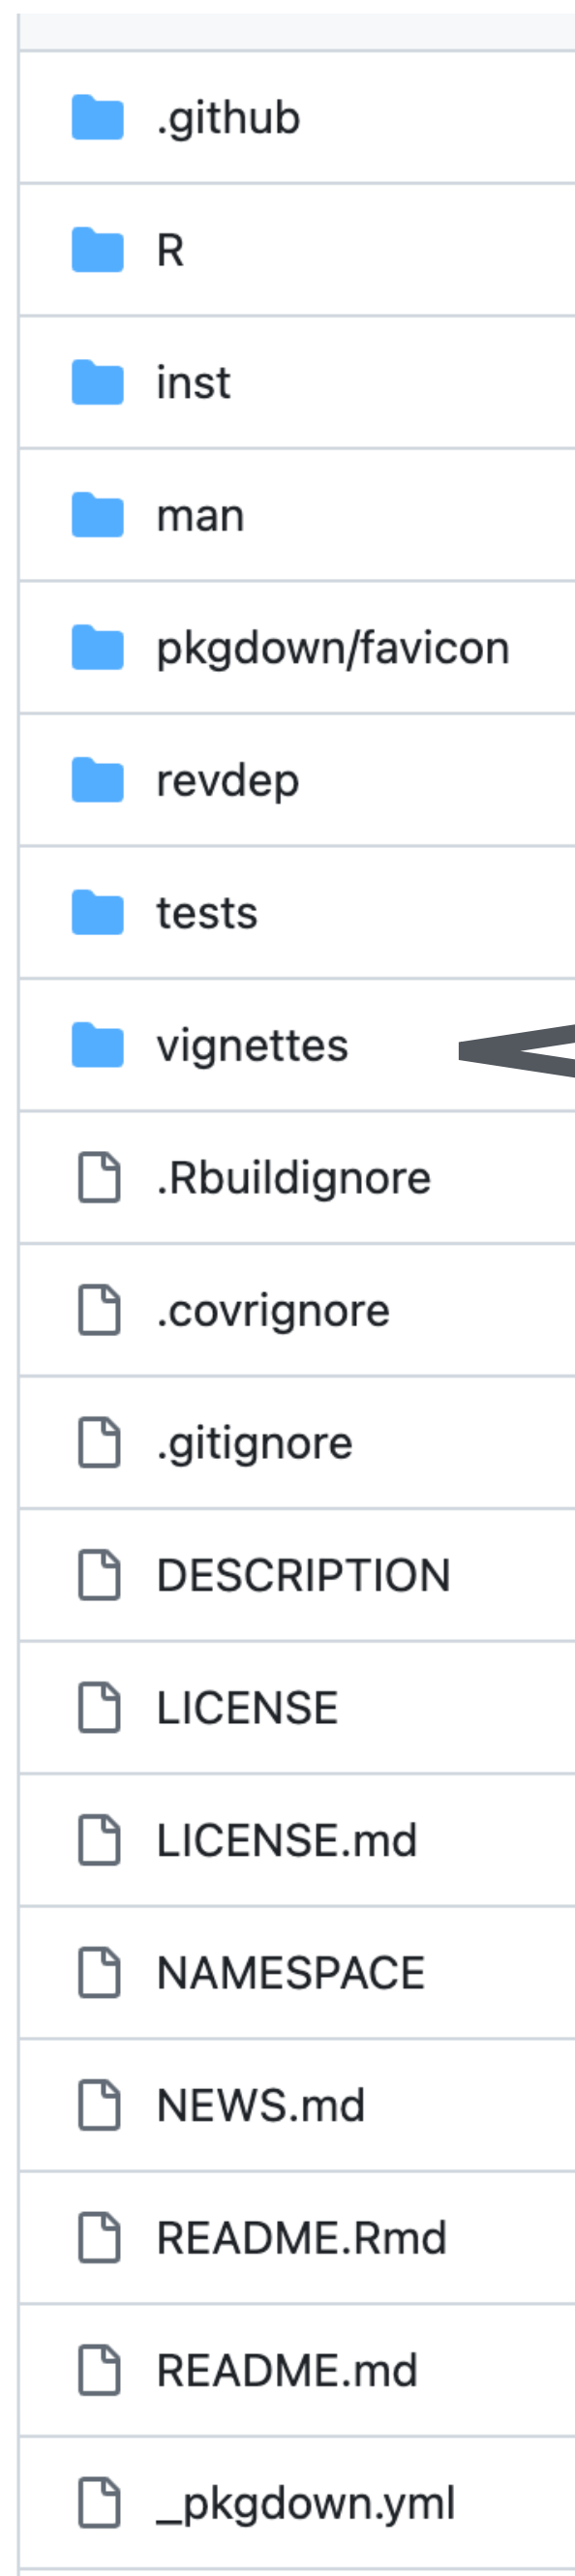 .github
R
inst
man
pkgdown/favicon
revdep
tests
vignettes
.Rbuildignore
.covrignore
.gitignore
DESCRIPTION
LICENSE
LICENSE.md
NAMESPACE
NEWS.md
README.Rmd
README.md
_pkgdown.yml